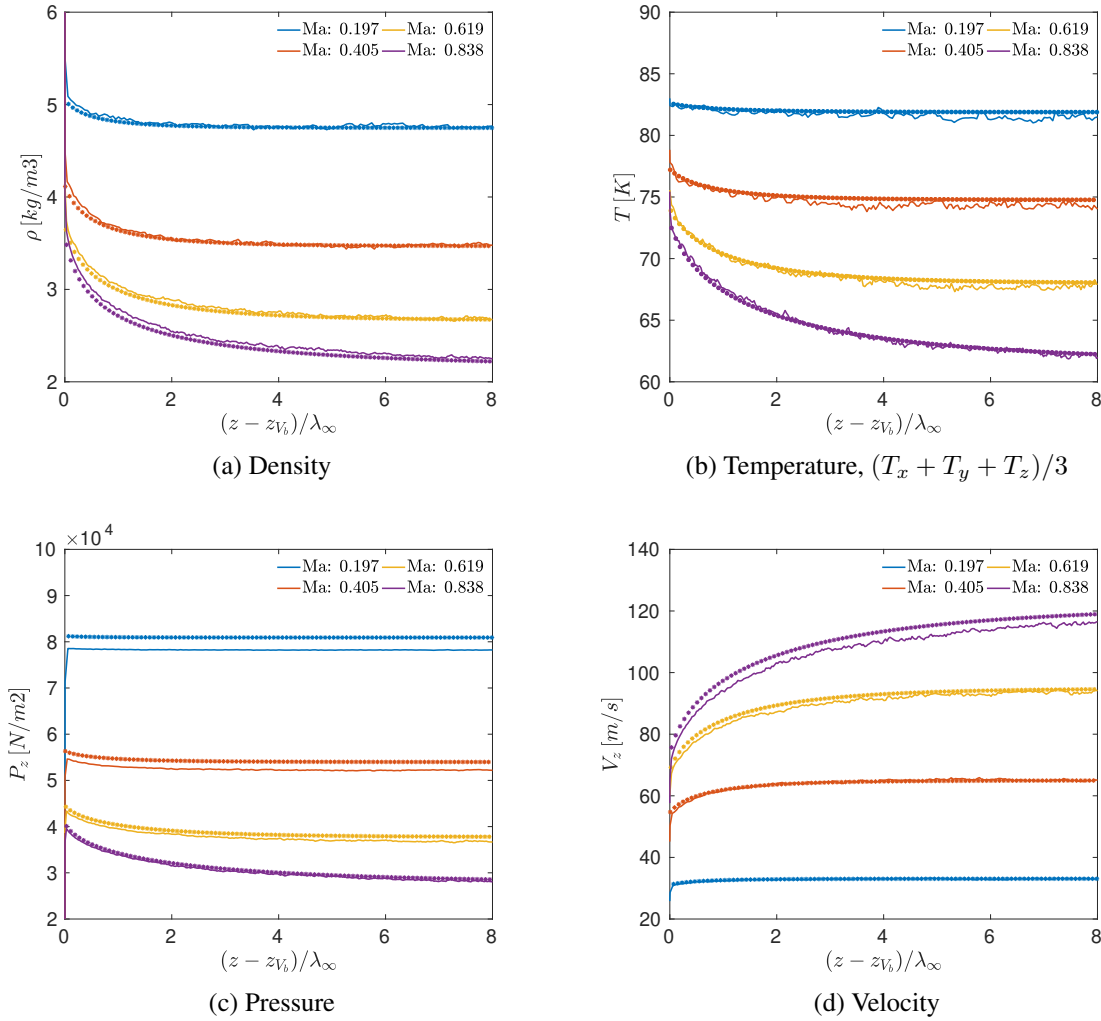 6
5
4
3
2
ρ [kg/m3]
Ma: 0.197 Ma: 0.619
Ma: 0.405 Ma: 0.838
0 2 4 6 8
(z − z_{V_b})/λ_∞
(a) Density
90
85
80
75
70
65
60
T [K]
Ma: 0.197 Ma: 0.619
Ma: 0.405 Ma: 0.838
0 2 4 6 8
(z − z_{V_b})/λ_∞
(b) Temperature, (T_x + T_y + T_z)/3
×10^4
10
9
8
7
6
5
4
3
2
P_z [N/m2]
Ma: 0.197 Ma: 0.619
Ma: 0.405 Ma: 0.838
0 2 4 6 8
(z − z_{V_b})/λ_∞
(c) Pressure
140
120
100
80
60
40
20
V_z [m/s]
Ma: 0.197 Ma: 0.619
Ma: 0.405 Ma: 0.838
0 2 4 6 8
(z − z_{V_b})/λ_∞
(d) Velocity